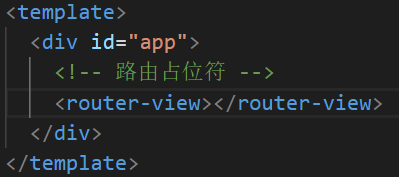 <template>
<div id="app">
<!-- 路由占位符 -->
<router-view></router-view>
</div>
</template>